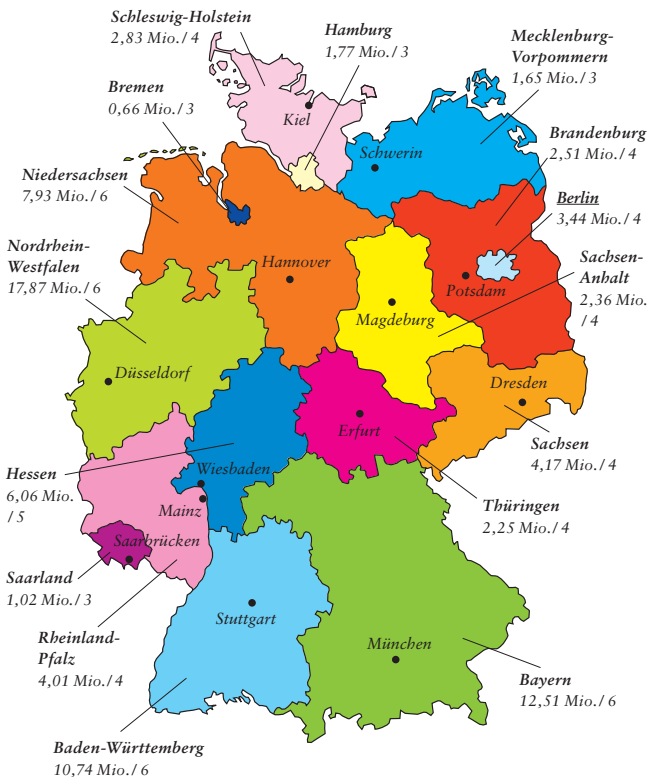 Schleswig-Holstein
2,83 Mio./ 4
Hamburg
1,77 Mio./ 3
Mecklenburg-
Vorpommern
1,65 Mio./ 3
Bremen
0,66 Mio./ 3
Kiel
Brandenburg
2,51 Mio./ 4
Schwerin
Niedersachsen
7,93 Mio./ 6
Berlin
3,44 Mio./ 4
Nordrhein-
Westfalen
17,87 Mio./ 6
Hannover
Sachsen-
Anhalt
2,36 Mio.
/ 4
Potsdam
Magdeburg
Düsseldorf
Dresden
Erfurt
Sachsen
4,17 Mio./ 4
Hessen
6,06 Mio.
/ 5
Wiesbaden
Mainz
Thüringen
2,25 Mio./ 4
Saarbrücken
Saarland
1,02 Mio./ 3
Stuttgart
Rheinland-
Pfalz
4,01 Mio./ 4
München
Bayern
12,51 Mio./ 6
Baden-Württemberg
10,74 Mio./ 6